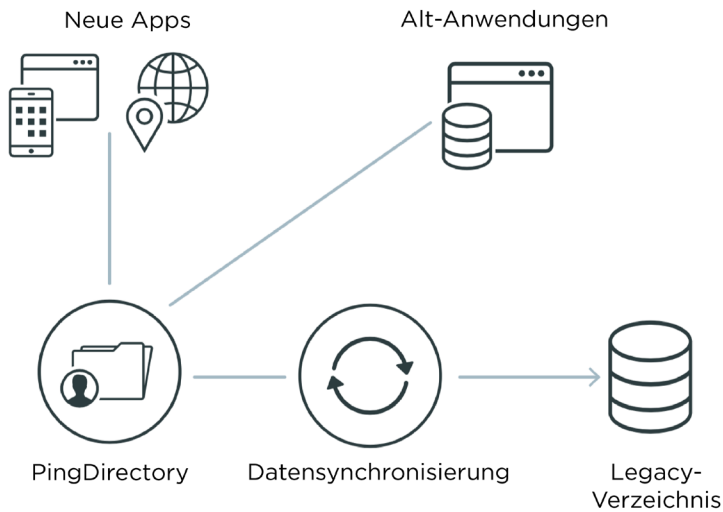 Neue Apps
Alt-Anwendungen
PingDirectory
Datensynchronisierung
Legacy-
Verzeichnis